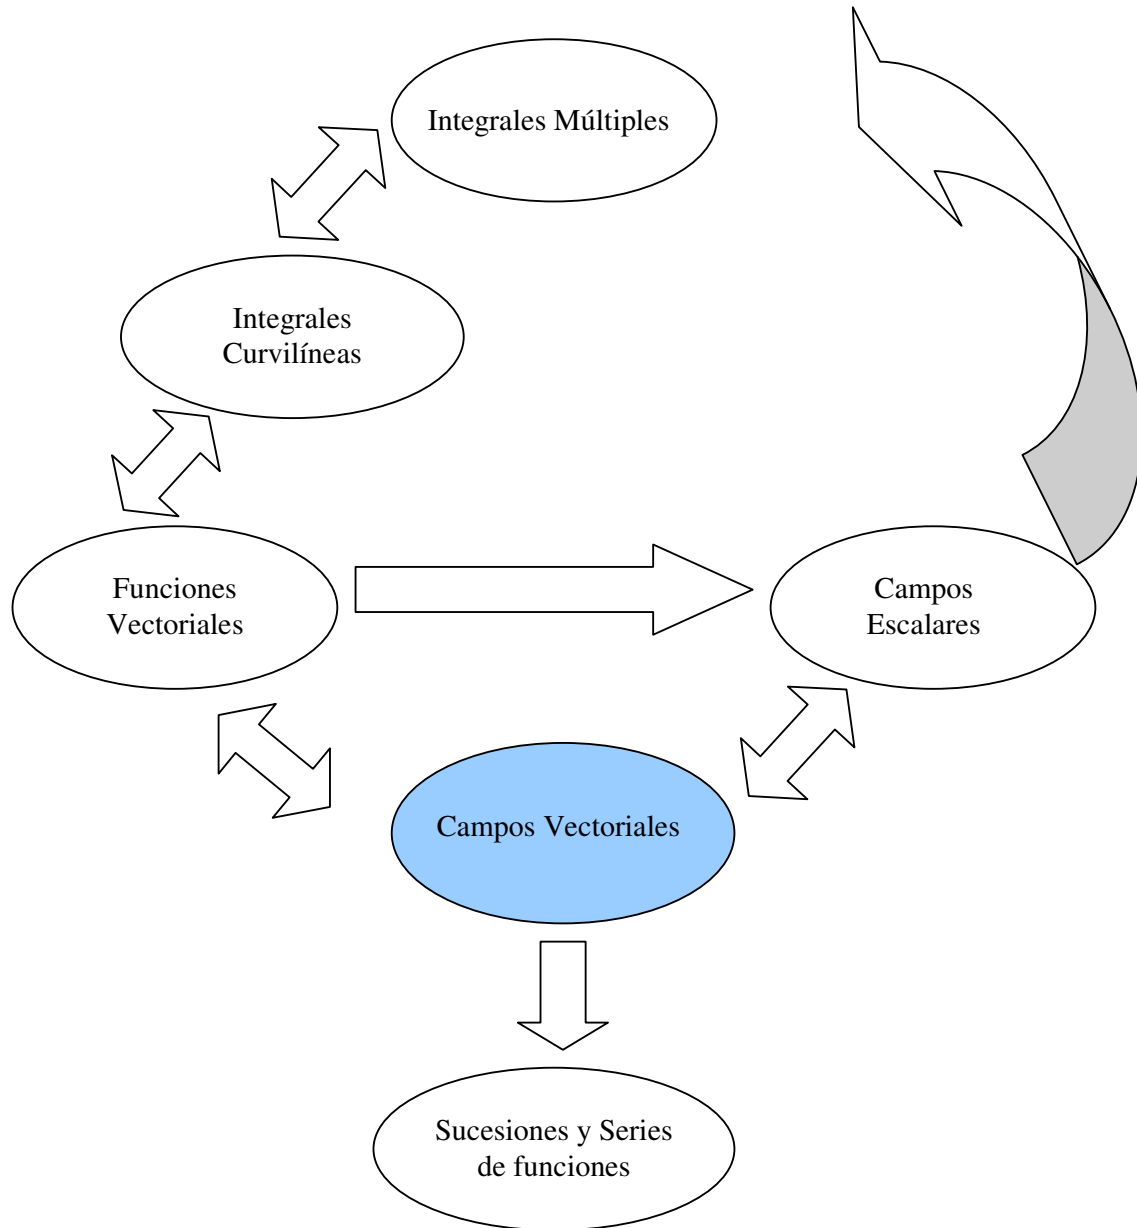 Integrales Múltiples
Integrales
Curvilíneas
Funciones
Vectoriales
Campos
Escalares
Campos Vectoriales
Sucesiones y Series
de funciones